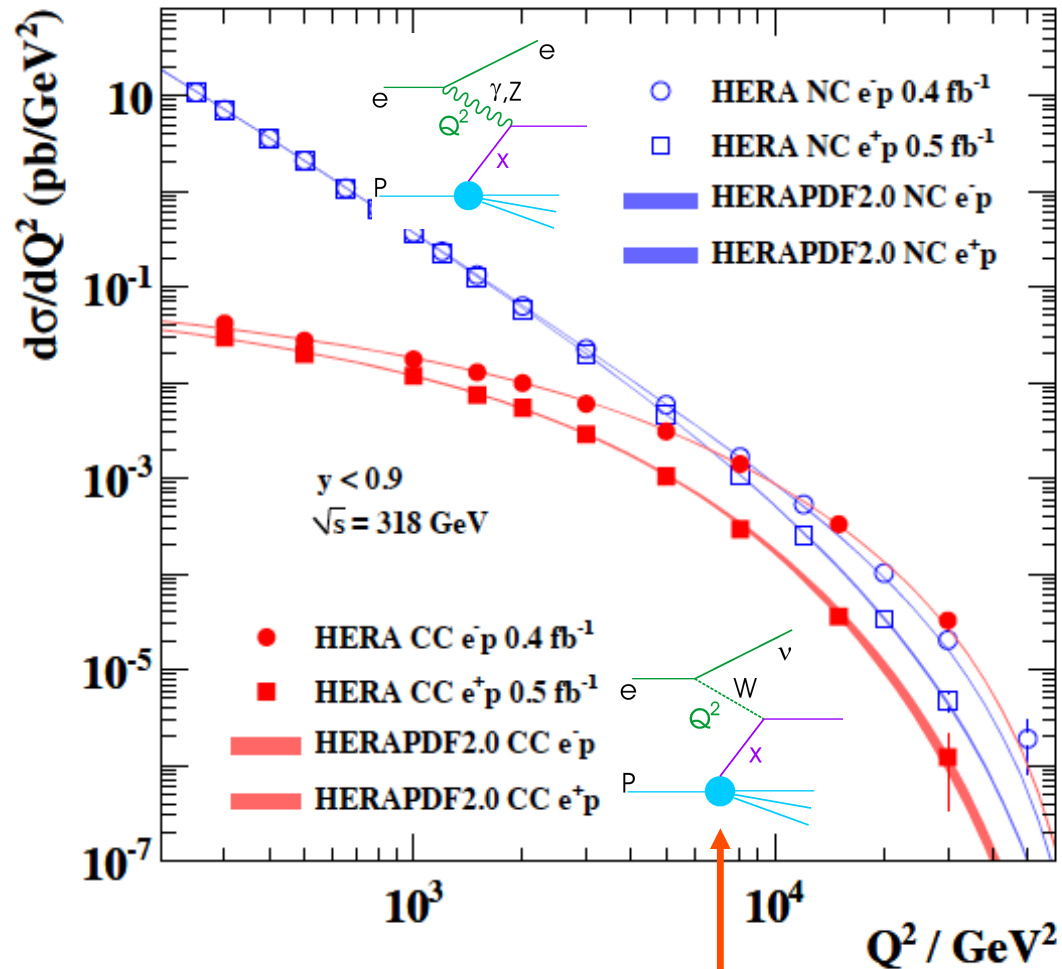 dσ/dQ² (pb/GeV²)
10
10⁻¹
10⁻³
10⁻⁵
10⁻⁷
e
e
γ,Z
Q²
x
P
HERA NC e⁻p 0.4 fb⁻¹
HERA NC e⁺p 0.5 fb⁻¹
HERAPDF2.0 NC e⁻p
HERAPDF2.0 NC e⁺p
y < 0.9
√s = 318 GeV
HERA CC e⁻p 0.4 fb⁻¹
HERA CC e⁺p 0.5 fb⁻¹
HERAPDF2.0 CC e⁻p
HERAPDF2.0 CC e⁺p
ν
e
W
Q²
x
P
10³
10⁴
Q² / GeV²